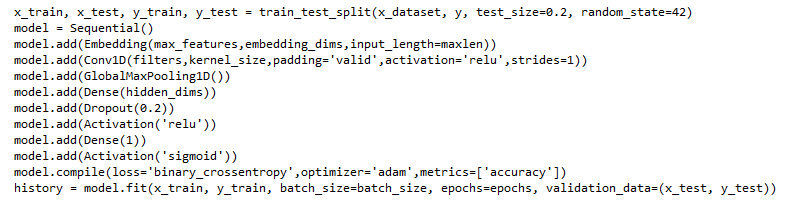 x_train, x_test, y_train, y_test = train_test_split(x_dataset, y, test_size=0.2, random_state=42)
model = Sequential()
model.add(Embedding(max_features,embedding_dims,input_length=maxlen))
model.add(Conv1D(filters,kernel_size,padding='valid',activation='relu',strides=1))
model.add(GlobalMaxPooling1D())
model.add(Dense(hidden_dims))
model.add(Dropout(0.2))
model.add(Activation('relu'))
model.add(Dense(1))
model.add(Activation('sigmoid'))
model.compile(loss='binary_crossentropy',optimizer='adam',metrics=['accuracy'])
history = model.fit(x_train, y_train, batch_size=batch_size, epochs=epochs, validation_data=(x_test, y_test))